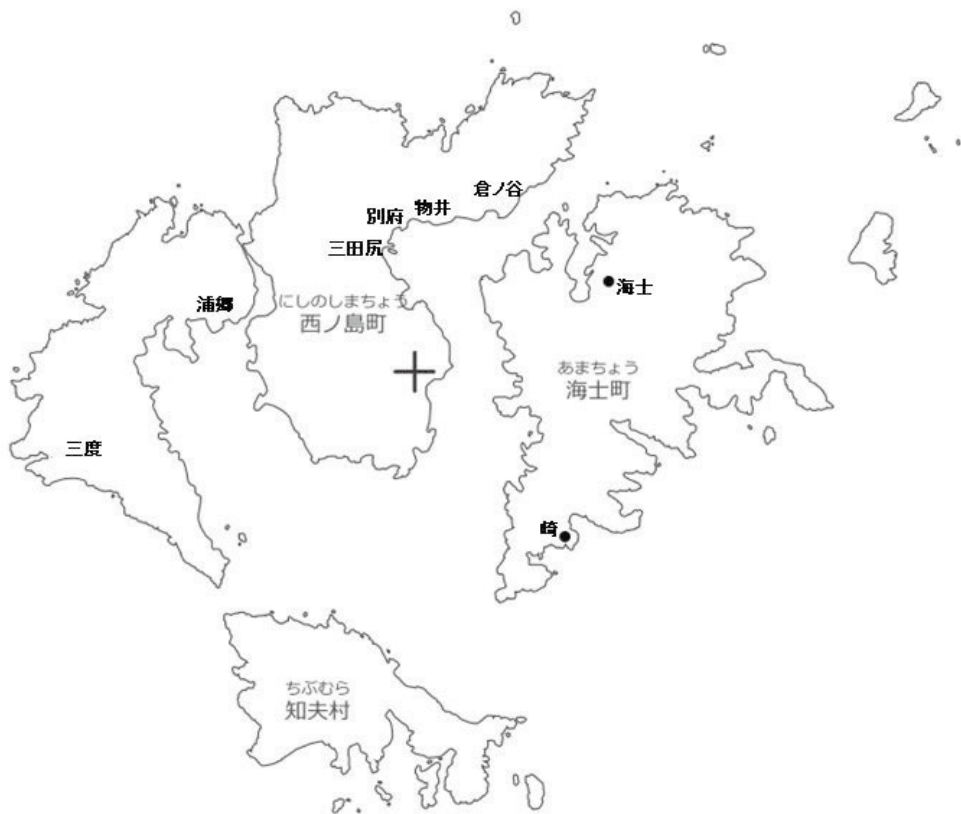 倉ノ谷
物井
別府
三田尻
海士
浦郷
にしのしまちょう
西ノ島町
あまちょう
海士町
三度
崎
ちぶむら
知夫村